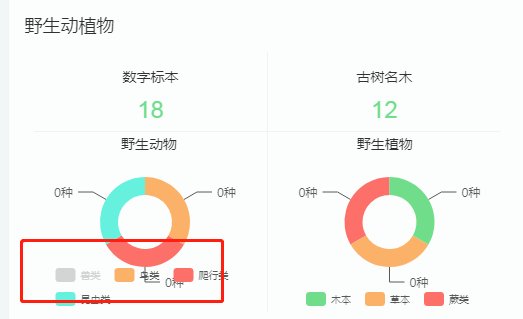 野生动植物
数字标本
古树名木
18
12
野生动物
野生植物
0种
0种
0种
0种
兽类
鸟类
爬行类
0种
0种
昆虫类
木本
草本
蕨类